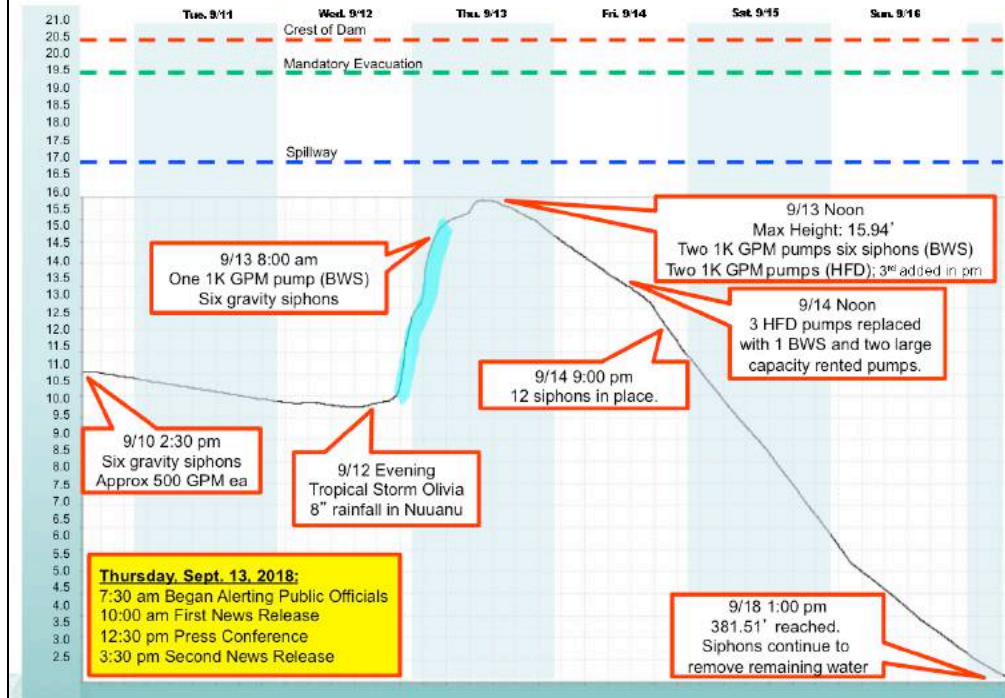 Tue. 9/11 Wed. 9/12 Thu. 9/13 Fri. 9/14 Sat. 9/15 Sun. 9/16
21.0
20.5
20.0
19.5
19.0
18.5
18.0
17.5
17.0
16.5
16.0
15.5
15.0
14.5
14.0
13.5
13.0
12.5
12.0
11.5
11.0
10.5
10.0
9.5
9.0
8.5
8.0
7.5
7.0
6.5
6.0
5.5
5.0
4.5
4.0
3.5
3.0
2.5
Crest of Dam
Mandatory Evacuation
Spillway
9/13 8:00 am
One 1K GPM pump (BWS)
Six gravity siphons
9/13 Noon
Max Height: 15.94'
Two 1K GPM pumps six siphons (BWS)
Two 1K GPM pumps (HFD); 3rd added in pm
9/14 Noon
3 HFD pumps replaced
with 1 BWS and two large
capacity rented pumps.
9/14 9:00 pm
12 siphons in place.
9/10 2:30 pm
Six gravity siphons
Approx 500 GPM ea
9/12 Evening
Tropical Storm Olivia
8” rainfall in Nuuanu
Thursday, Sept. 13, 2018:
7:30 am Began Alerting Public Officials
10:00 am First News Release
12:30 pm Press Conference
3:30 pm Second News Release
9/18 1:00 pm
381.51' reached.
Siphons continue to
remove remaining water